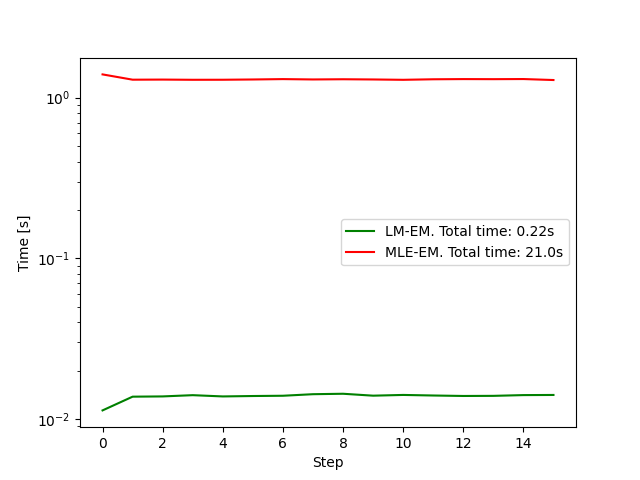 10⁰
10⁻¹
10⁻²
Time [s]
LM-EM. Total time: 0.22s
MLE-EM. Total time: 21.0s
0 2 4 6 8 10 12 14
Step